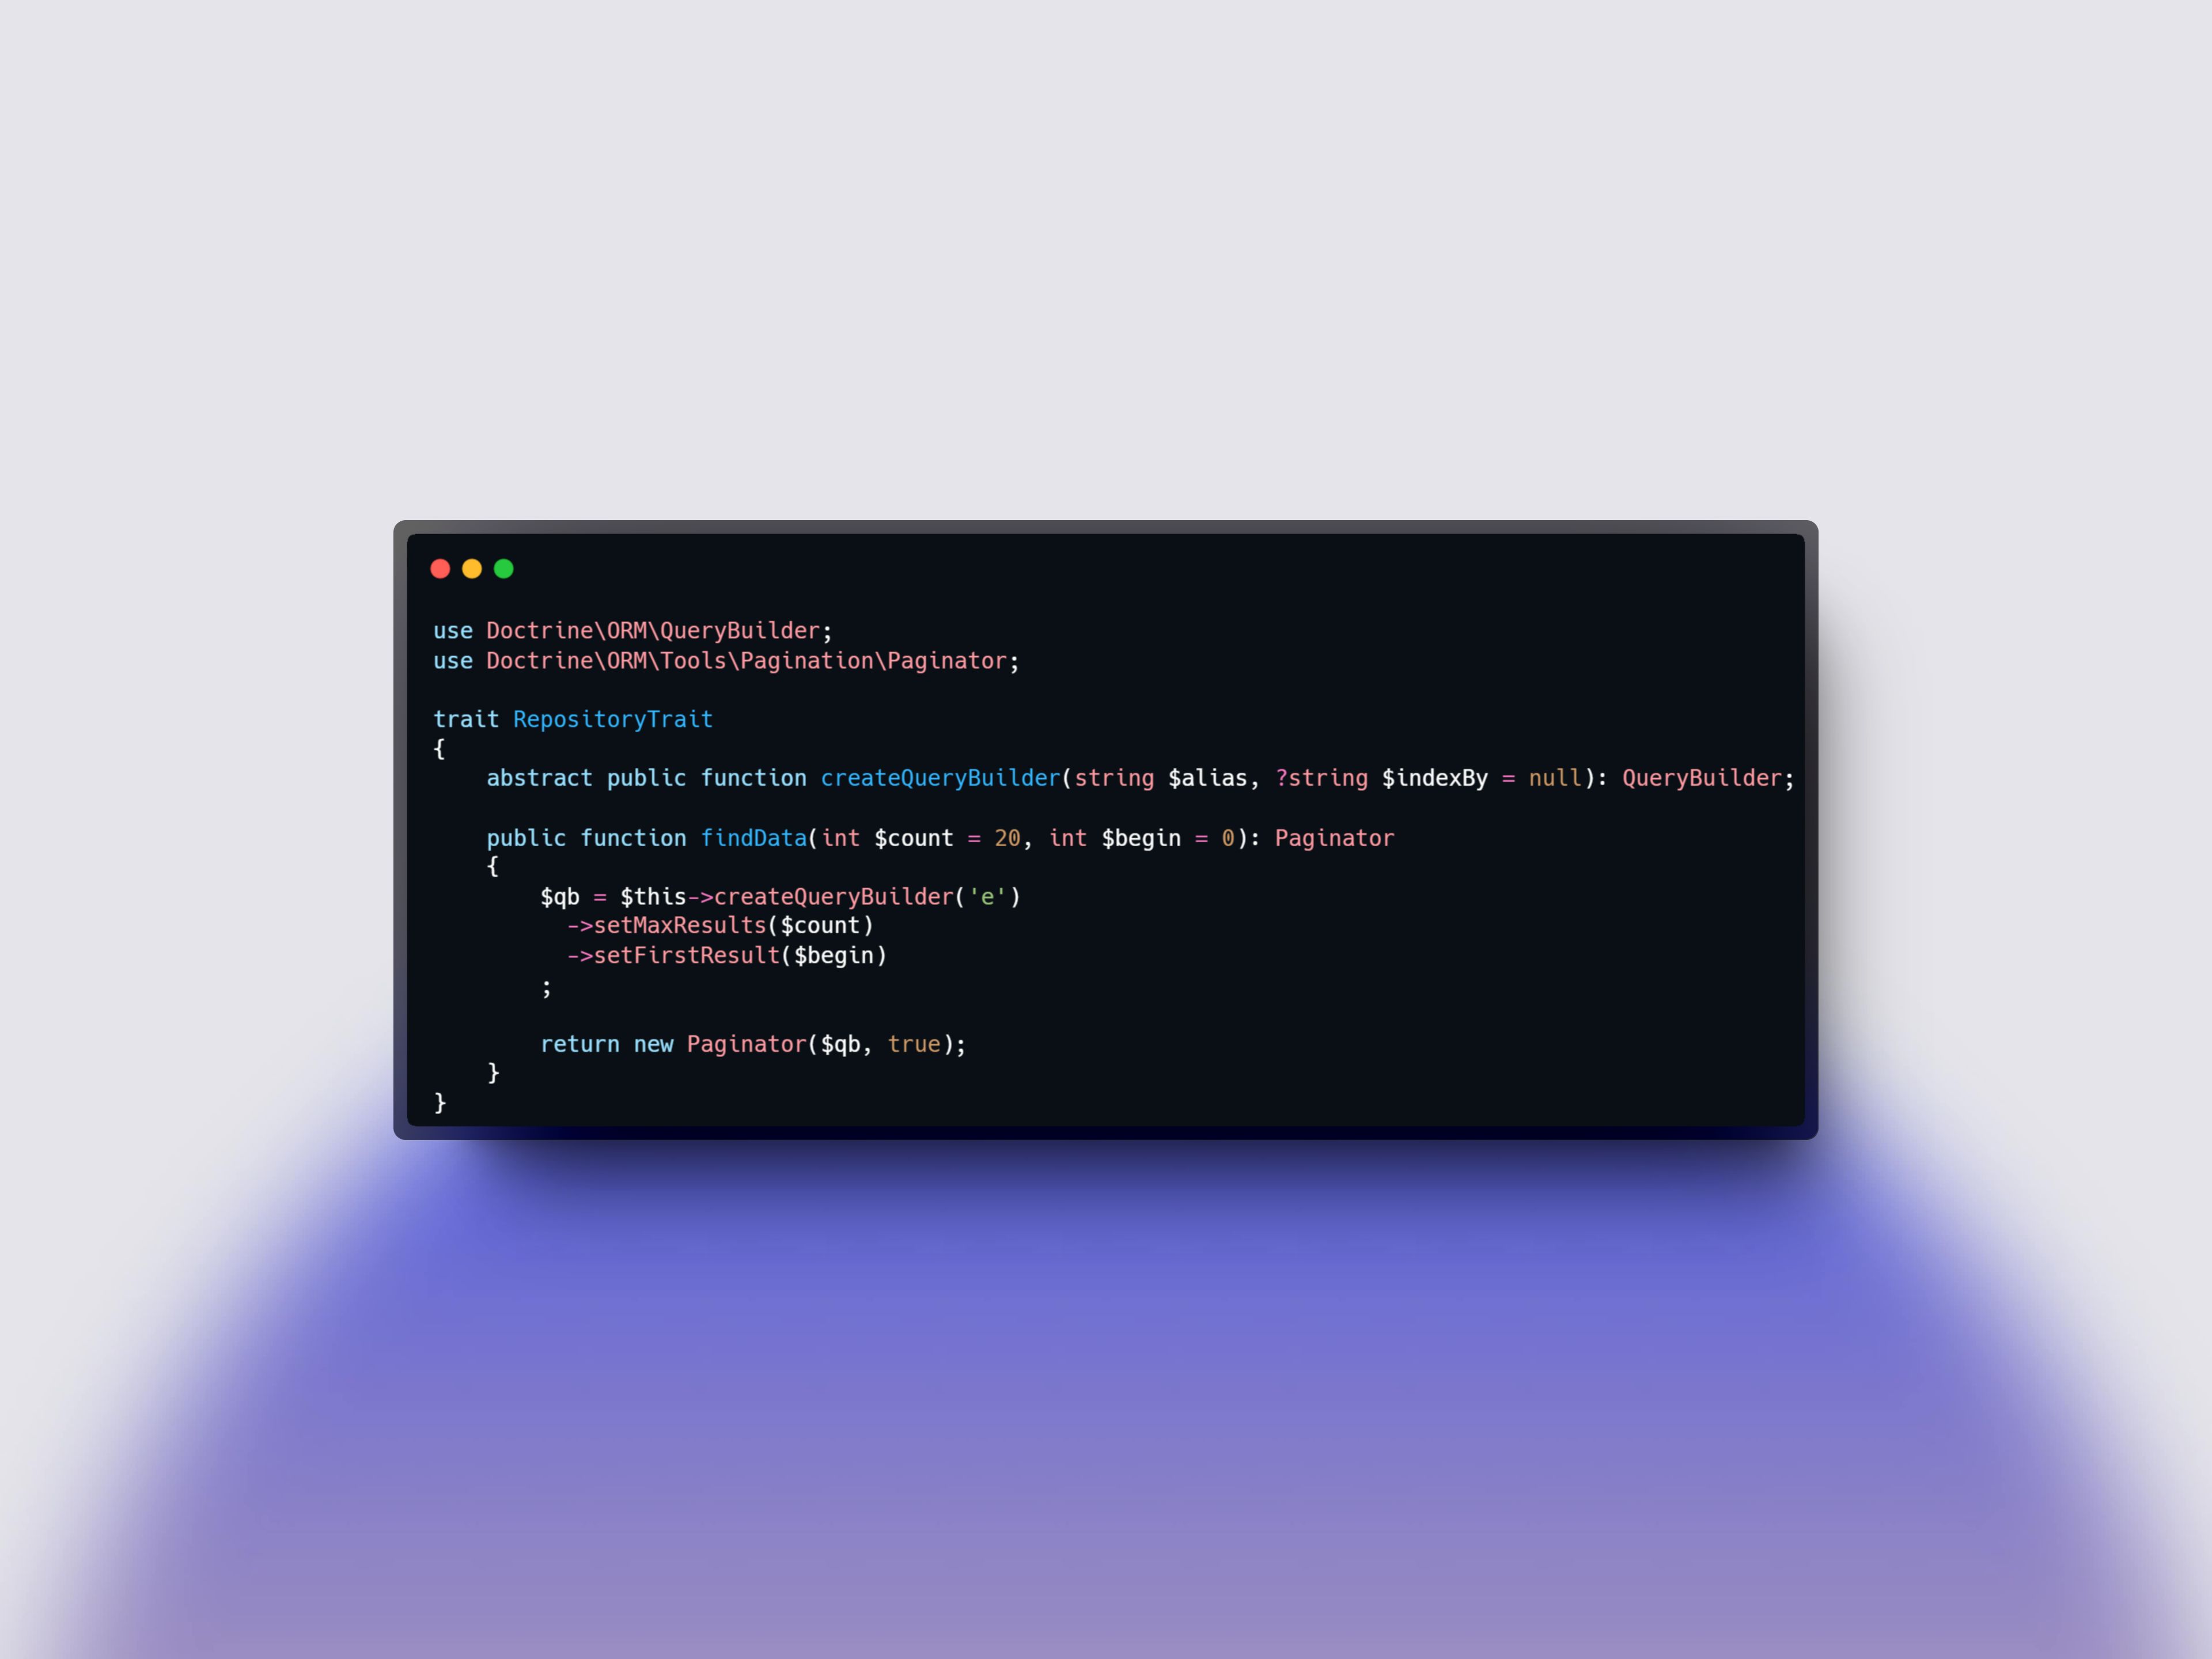 use Doctrine\ORM\QueryBuilder;
use Doctrine\ORM\Tools\Pagination\Paginator;

trait RepositoryTrait
{
    abstract public function createQueryBuilder(string $alias, ?string $indexBy = null): QueryBuilder;

    public function findData(int $count = 20, int $begin = 0): Paginator
    {
        $qb = $this->createQueryBuilder('e')
          ->setMaxResults($count)
          ->setFirstResult($begin)
        ;

        return new Paginator($qb, true);
    }
}